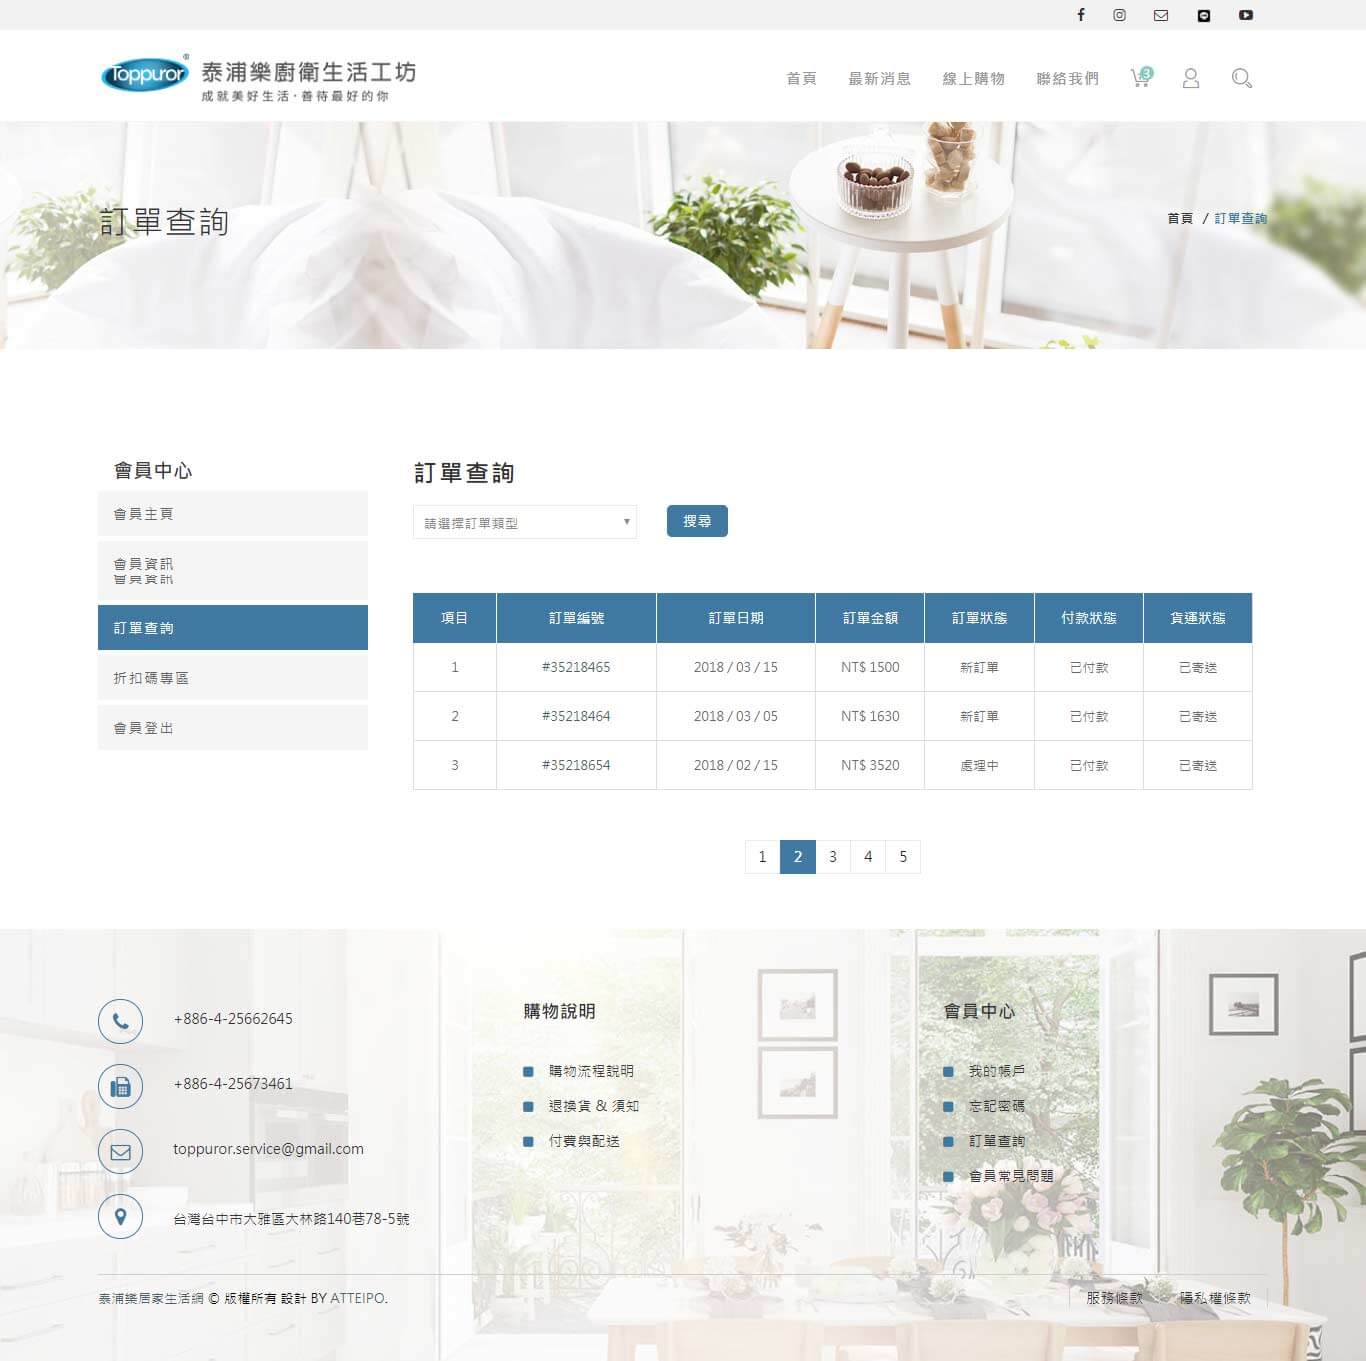 Toppuror®
泰浦樂廚衛生活工坊
成就美好生活·善待最好的你
首頁
最新消息
線上購物
聯絡我們
3
訂單查詢
首頁 / 訂單查詢
會員中心
會員主頁
會員資訊
會員資訊
訂單查詢
折扣碼專區
會員登出
訂單查詢
請選擇訂單類型
搜尋
項目 訂單編號 訂單日期 訂單金額 訂單狀態 付款狀態 貨運狀態
1 #35218465 2018 / 03 / 15 NT$ 1500 新訂單 已付款 已寄送
2 #35218464 2018 / 03 / 05 NT$ 1630 新訂單 已付款 已寄送
3 #35218654 2018 / 02 / 15 NT$ 3520 處理中 已付款 已寄送
1 2 3 4 5
+886-4-25662645
+886-4-25673461
toppuror.service@gmail.com
台灣台中市大雅區大林路140巷78-5號
購物說明
購物流程說明
退換貨 & 須知
付費與配送
會員中心
我的帳戶
忘記密碼
訂單查詢
會員常見問題
泰浦樂居家生活網 © 版權所有 設計 BY ATTEIPO.
服務條款
隱私權條款